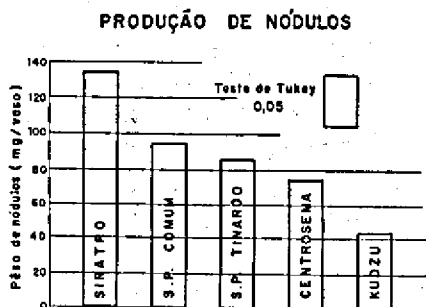 PRODUÇÃO DE NÓDULOS
Teste de Tukey
0,05
Pêso de nódulos (mg/vaso)
140
120
100
80
60
40
20
0
SIRATRO
S.P. COMUM
S.P. TINAROO
CENTROSENA
KUDZU